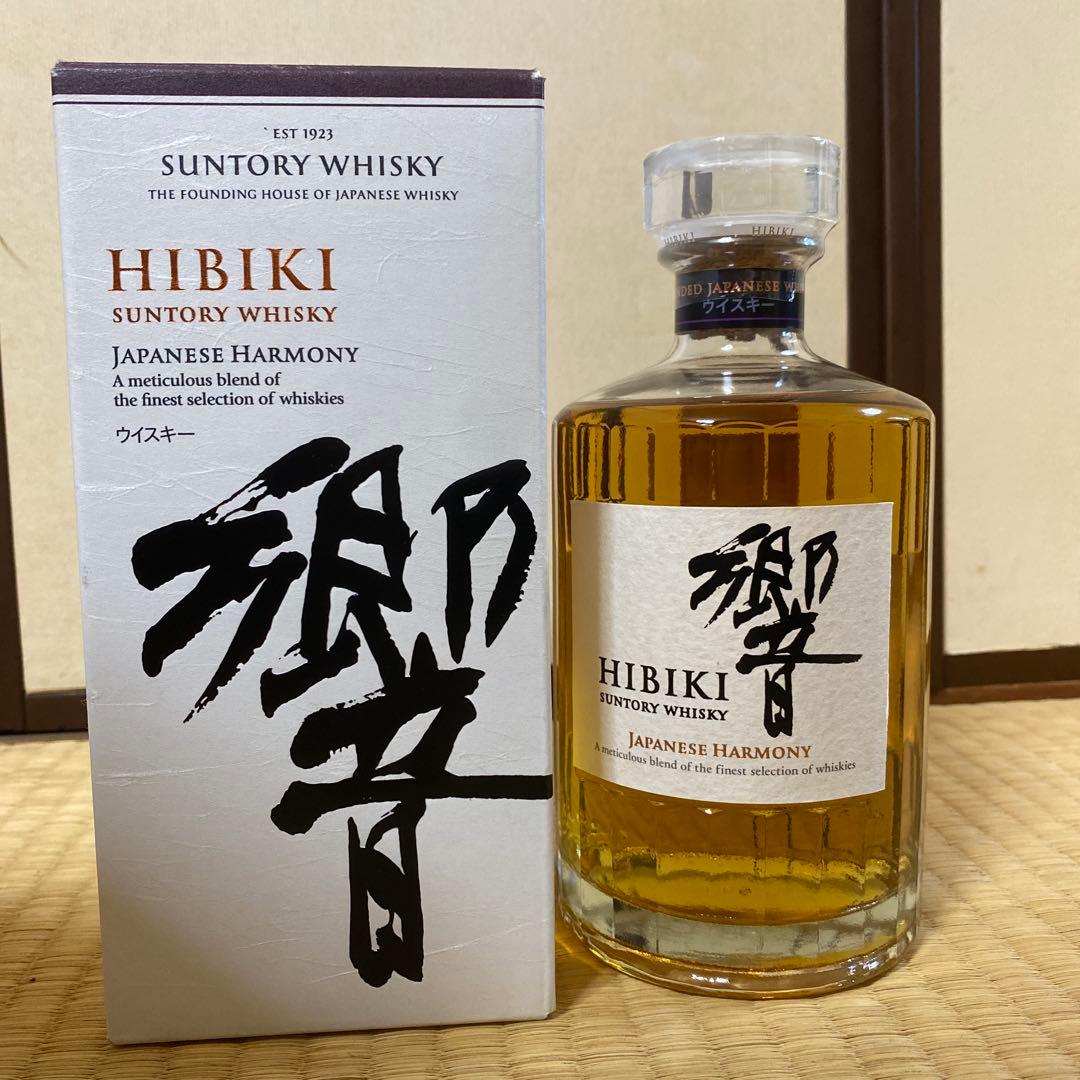 EST 1923
SUNTORY WHISKY
THE FOUNDING HOUSE OF JAPANESE WHISKY
HIBIKI
SUNTORY WHISKY
JAPANESE HARMONY
A meticulous blend of
the finest selection of whiskies
ウイスキー
響
HIBIKI HIBIKI
JAPANESE
ウイスキー
響
HIBIKI
SUNTORY WHISKY
JAPANESE HARMONY
A meticulous blend of the finest selection of whiskies